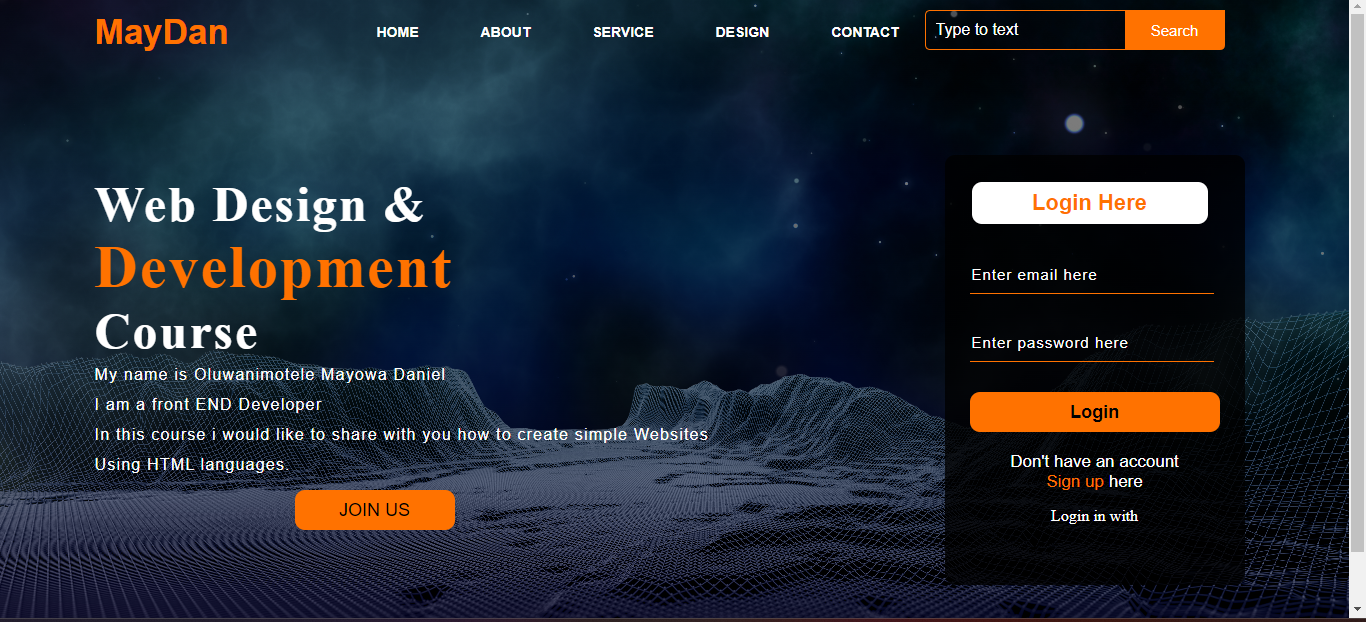 MayDan
HOME ABOUT SERVICE DESIGN CONTACT
Type to text Search
Web Design &
Development
Course
My name is Oluwanimotele Mayowa Daniel
I am a front END Developer
In this course i would like to share with you how to create simple Websites
Using HTML languages.
JOIN US
Login Here
Enter email here
Enter password here
Login
Don't have an account
Sign up here
Login in with